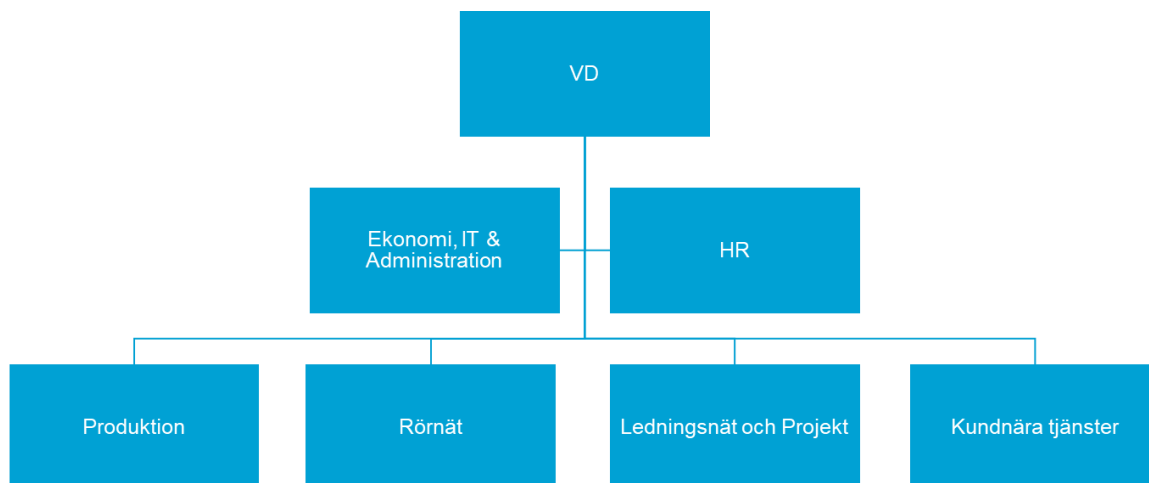 VD
Ekonomi, IT &
Administration
HR
Produktion
Rörnät
Ledningsnät och Projekt
Kundnära tjänster